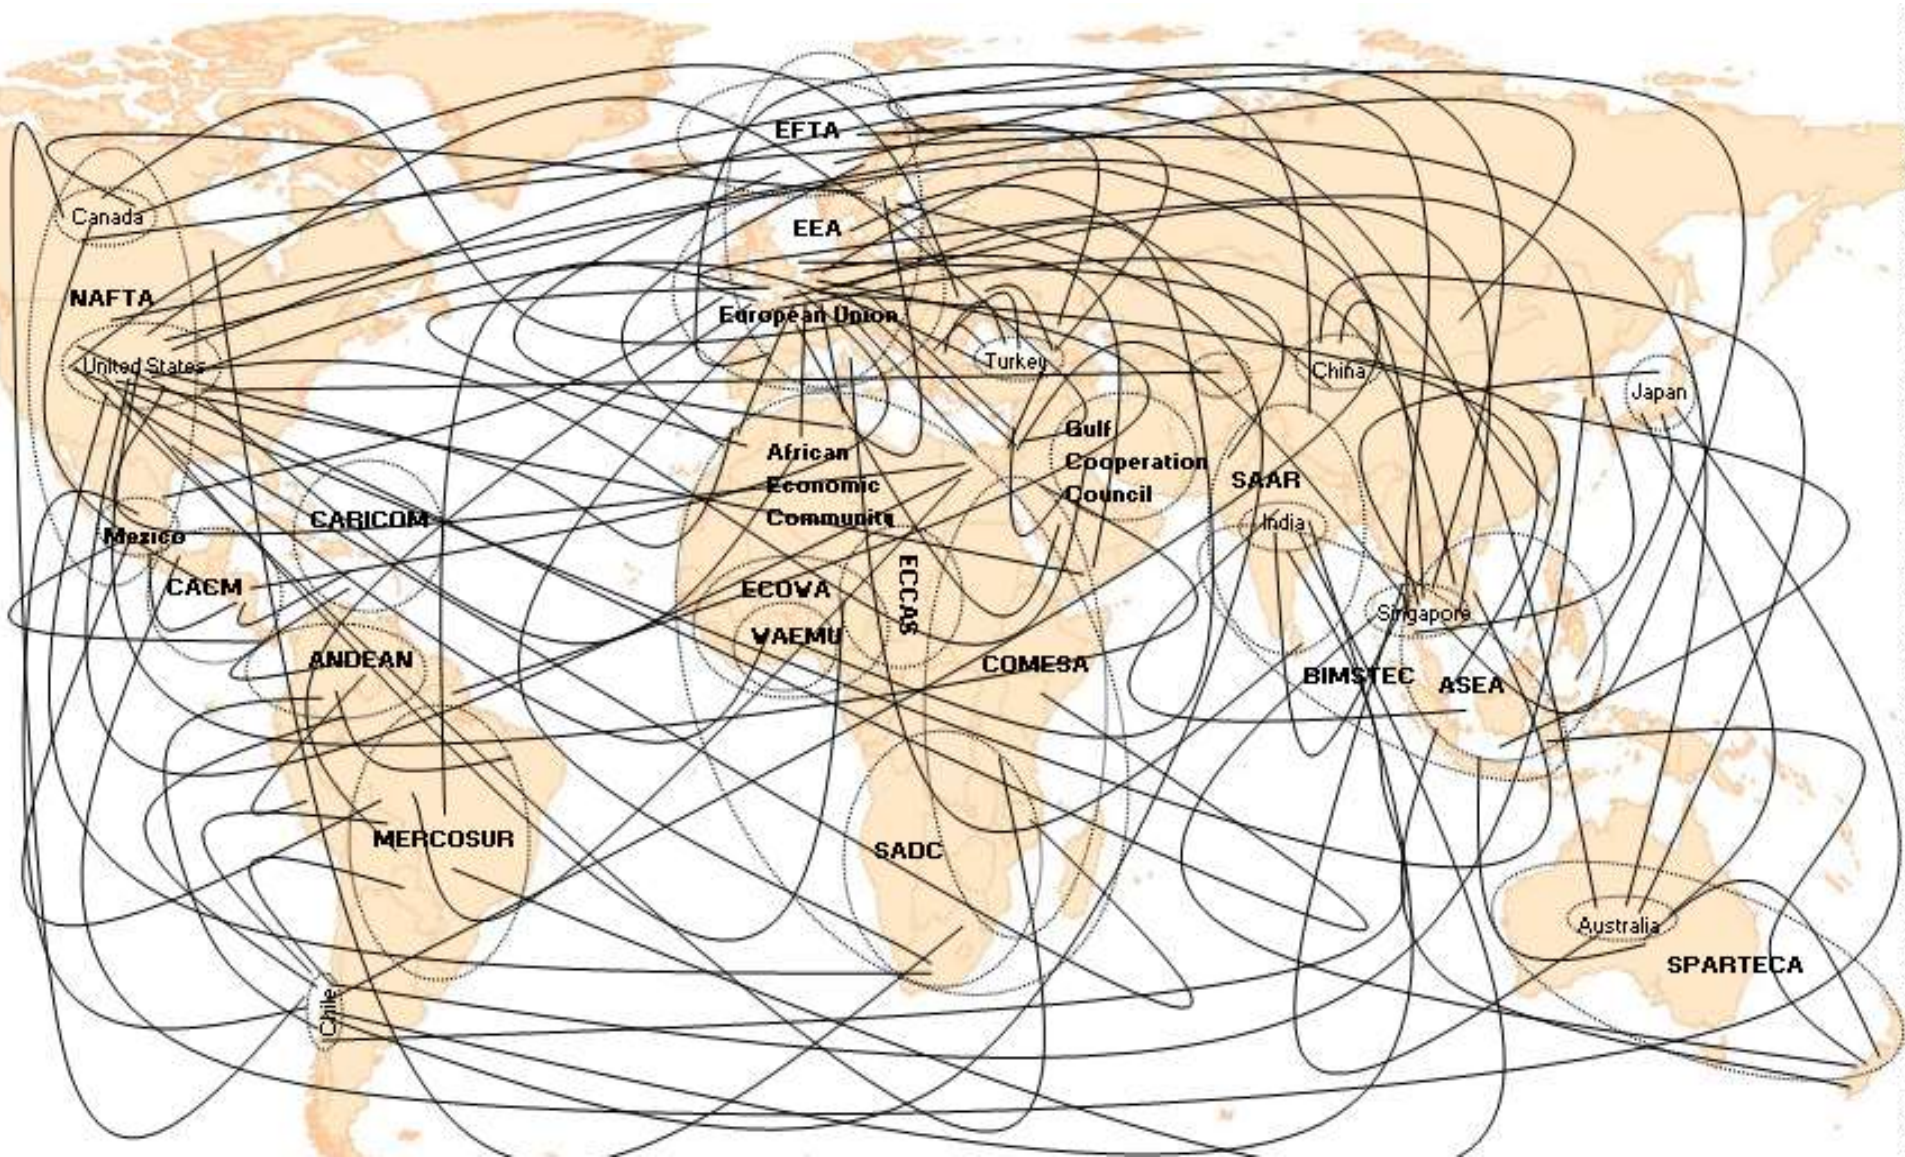 EFTA
Canada
EEA
NAFTA
European Union
United States
Turkey
China
Japan
African
Economic
Community
Gulf
Cooperation
Council
SAAR
India
CARICOM
Mexico
CACM
ECOWA
ECCAS
VAEMU
Singapore
ANDEAN
COMESA
BIMSTEC
ASEA
MERCOSUR
SADC
Australia
SPARTECA
Chile